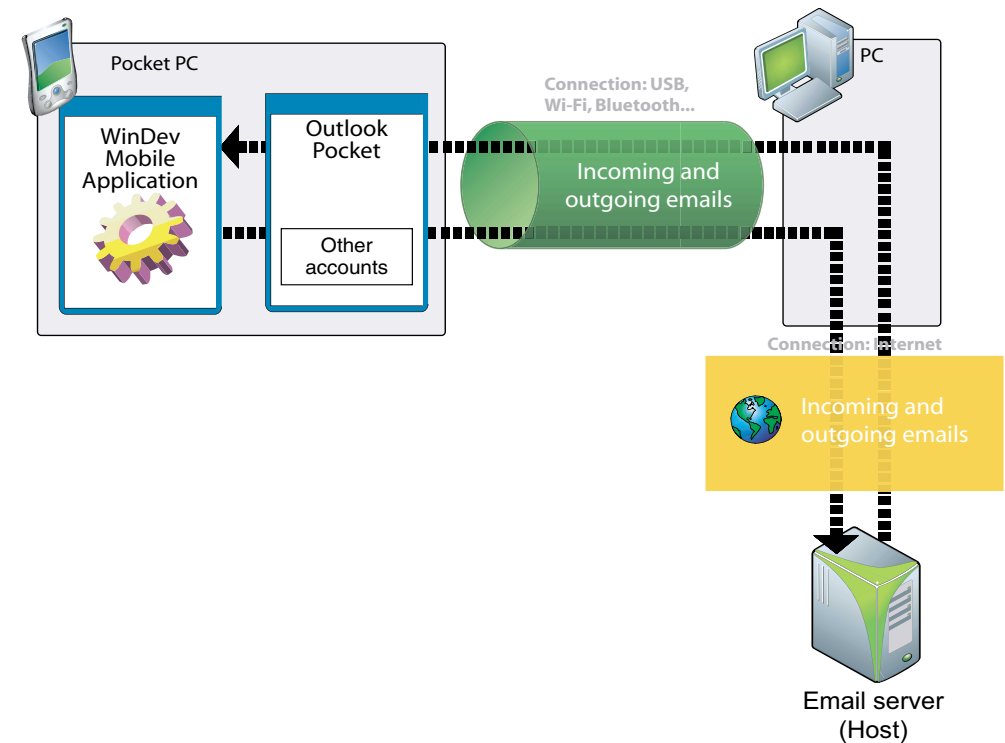 Pocket PC
WinDev
Mobile
Application
Outlook
Pocket
Other
accounts
Connection: USB,
Wi-Fi, Bluetooth...
Incoming and
outgoing emails
PC
Connection: Internet
Incoming and
outgoing emails
Email server
(Host)